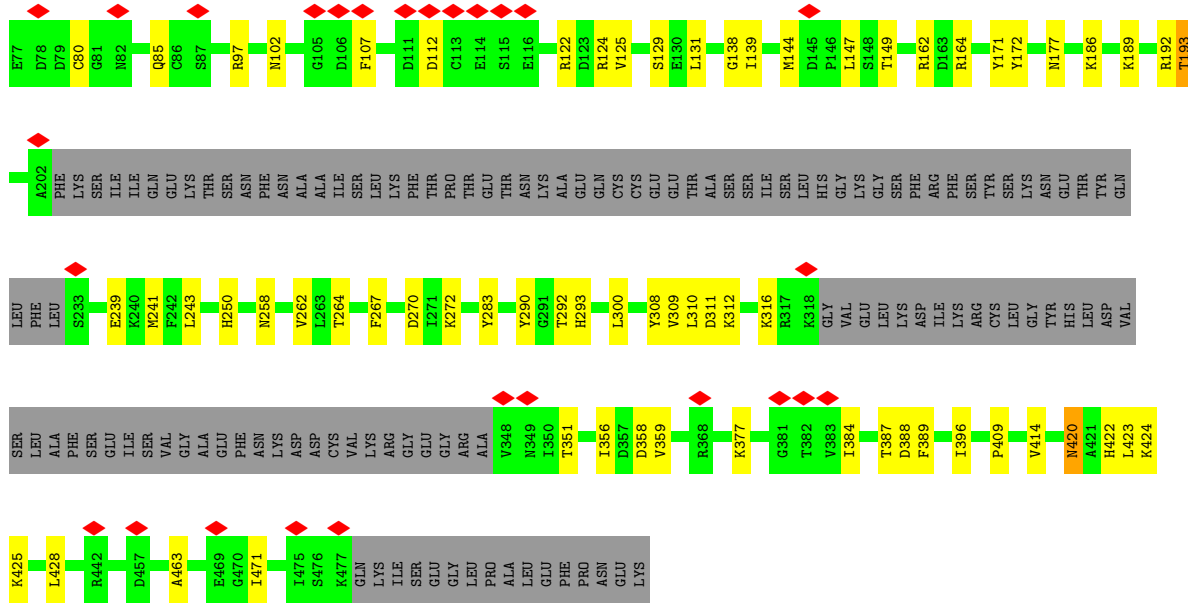 E77 D78 D79 C80 G81 N82 Q85 C86 S87 R97 N102 G105 D106 F107 D111 D112 C113 E114 S115 E116 R122 D123 R124 V125 S129 E130 L131 G138 I139 M144 D145 P146 L147 S148 T149 R162 D163 R164 Y171 Y172 N177 K186 K189 R192 T193
A202 PHE LYS SER ILE ILE GLN GLU LYS THR SER ASN PHE ASN ALA ALA ILE SER LEU LYS PHE THR PRO THR GLU THR THR ASN LYS ALA GLU GLN CYS CYS GLU GLU THR ALA SER SER ILE SER LEU HIS GLY LYS GLY SER PHE ARG PHE SER TYR SER LYS ASN GLU THR TYR GLN
LEU PHE LEU S233 E239 K240 M241 F242 L243 H250 N258 V262 L263 T264 F267 D270 I271 K272 Y283 Y290 G291 T292 H293 L300 Y308 V309 L310 D311 K312 K316 R317 K318 GLY VAL GLU LEU LYS ASP ILE LYS ARG CYS LEU GLY TYR HIS LEU ASP VAL
SER LEU ALA PHE SER GLU ILE SER VAL GLY ALA GLU PHE ASN LYS ASP ASP CYS VAL LYS ARG GLY GLU GLY ARG ALA V348 N349 I350 T351 I356 D357 D358 V359 R368 K377 G381 T382 V383 I384 T387 D388 F389 I396 P409 V414 N420 A421 H422 L423 K424
K425 L428 R442 D457 A463 E469 G470 I471 I475 S476 K477 GLN LYS ILE SER GLU GLY LEU PRO ALA LEU GLU PHE PRO ASN GLU LYS